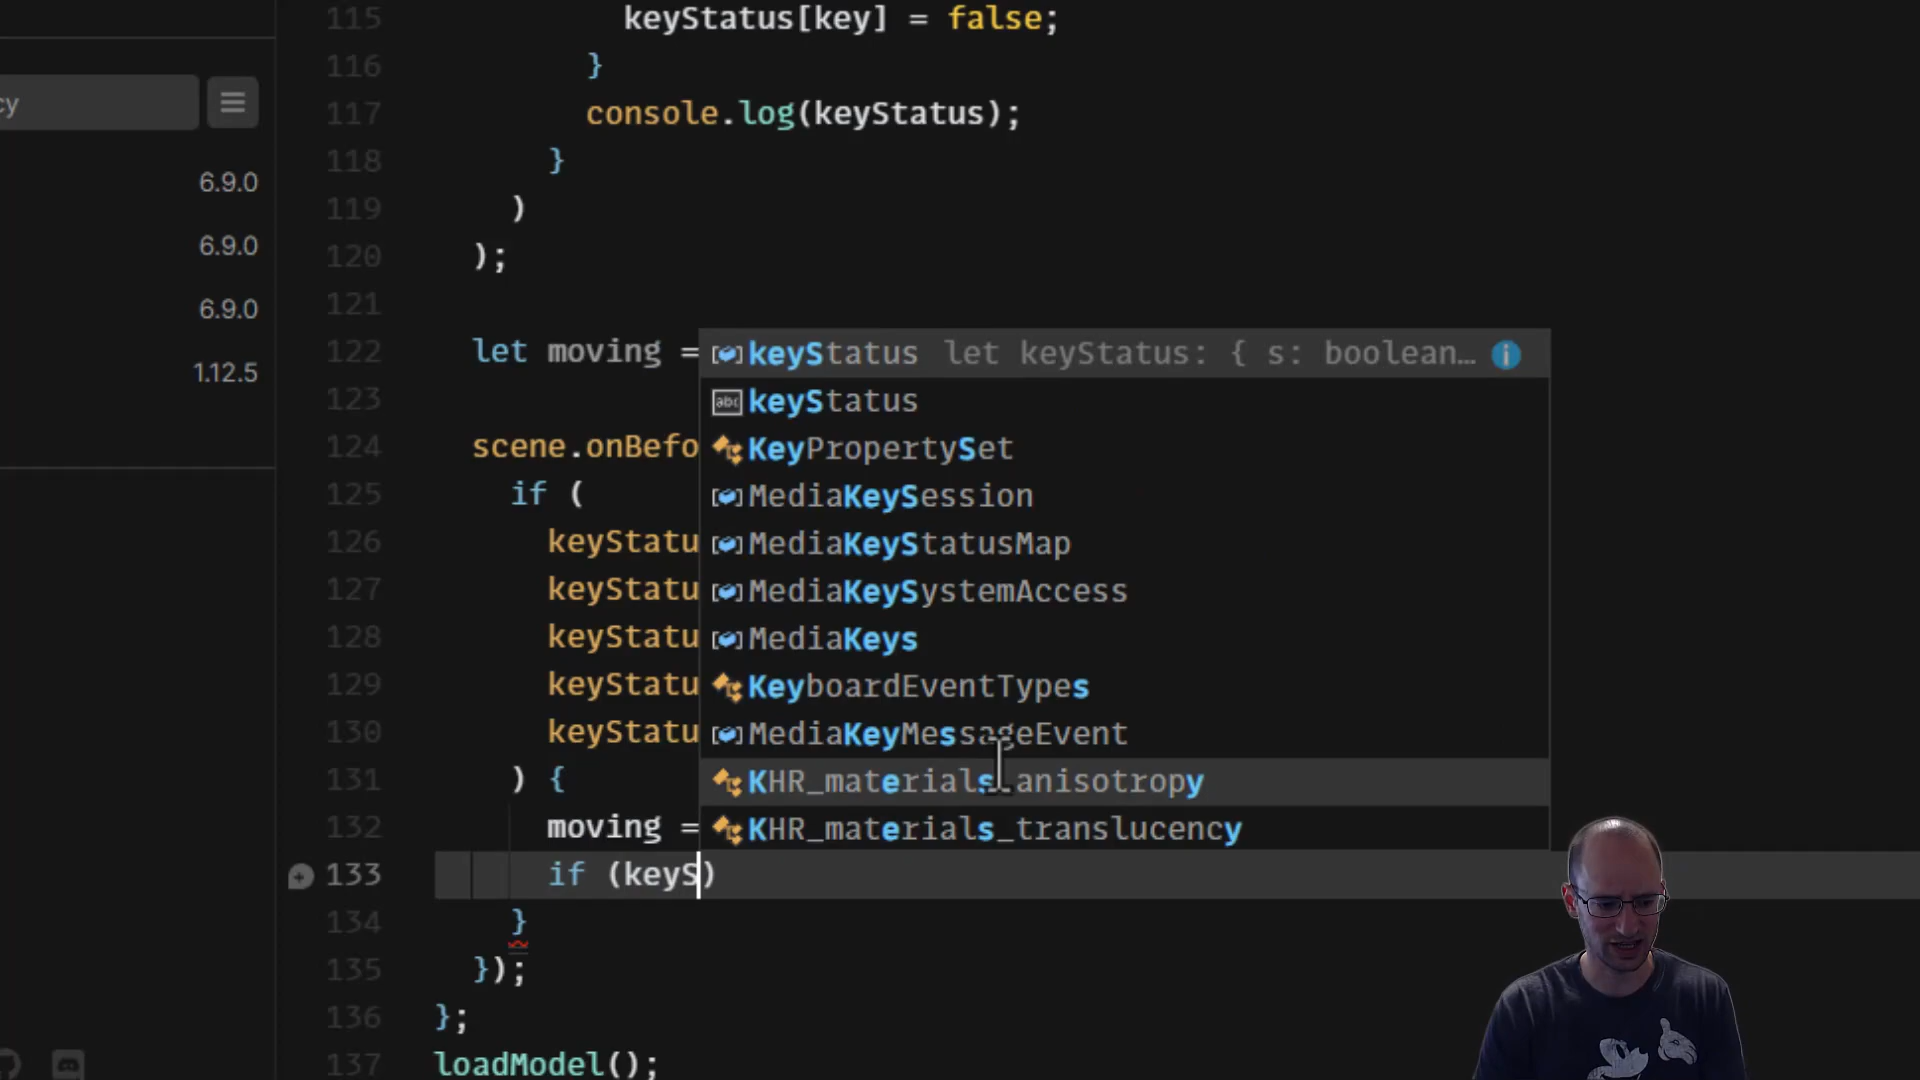 115 keyStatus[key] = false;
cy
116 }
117 console.log(keyStatus);
118 }
6.9.0
119 )
6.9.0
120 );
6.9.0
121
122 let moving =
1.12.5
123
124 scene.onBefo
125 if (
126 keyStatu
127 keyStatu
128 keyStatu
129 keyStatu
130 keyStatu
131 ) {
132 moving =
133 if (keyS)
134 }
135 });
136 };
137 loadModel();
keyStatus let keyStatus: { s: boolean…
abc keyStatus
KeyPropertySet
MediaKeySession
MediaKeyStatusMap
MediaKeySystemAccess
MediaKeys
KeyboardEventTypes
MediaKeyMessageEvent
KHR_materials_anisotropy
KHR_materials_translucency